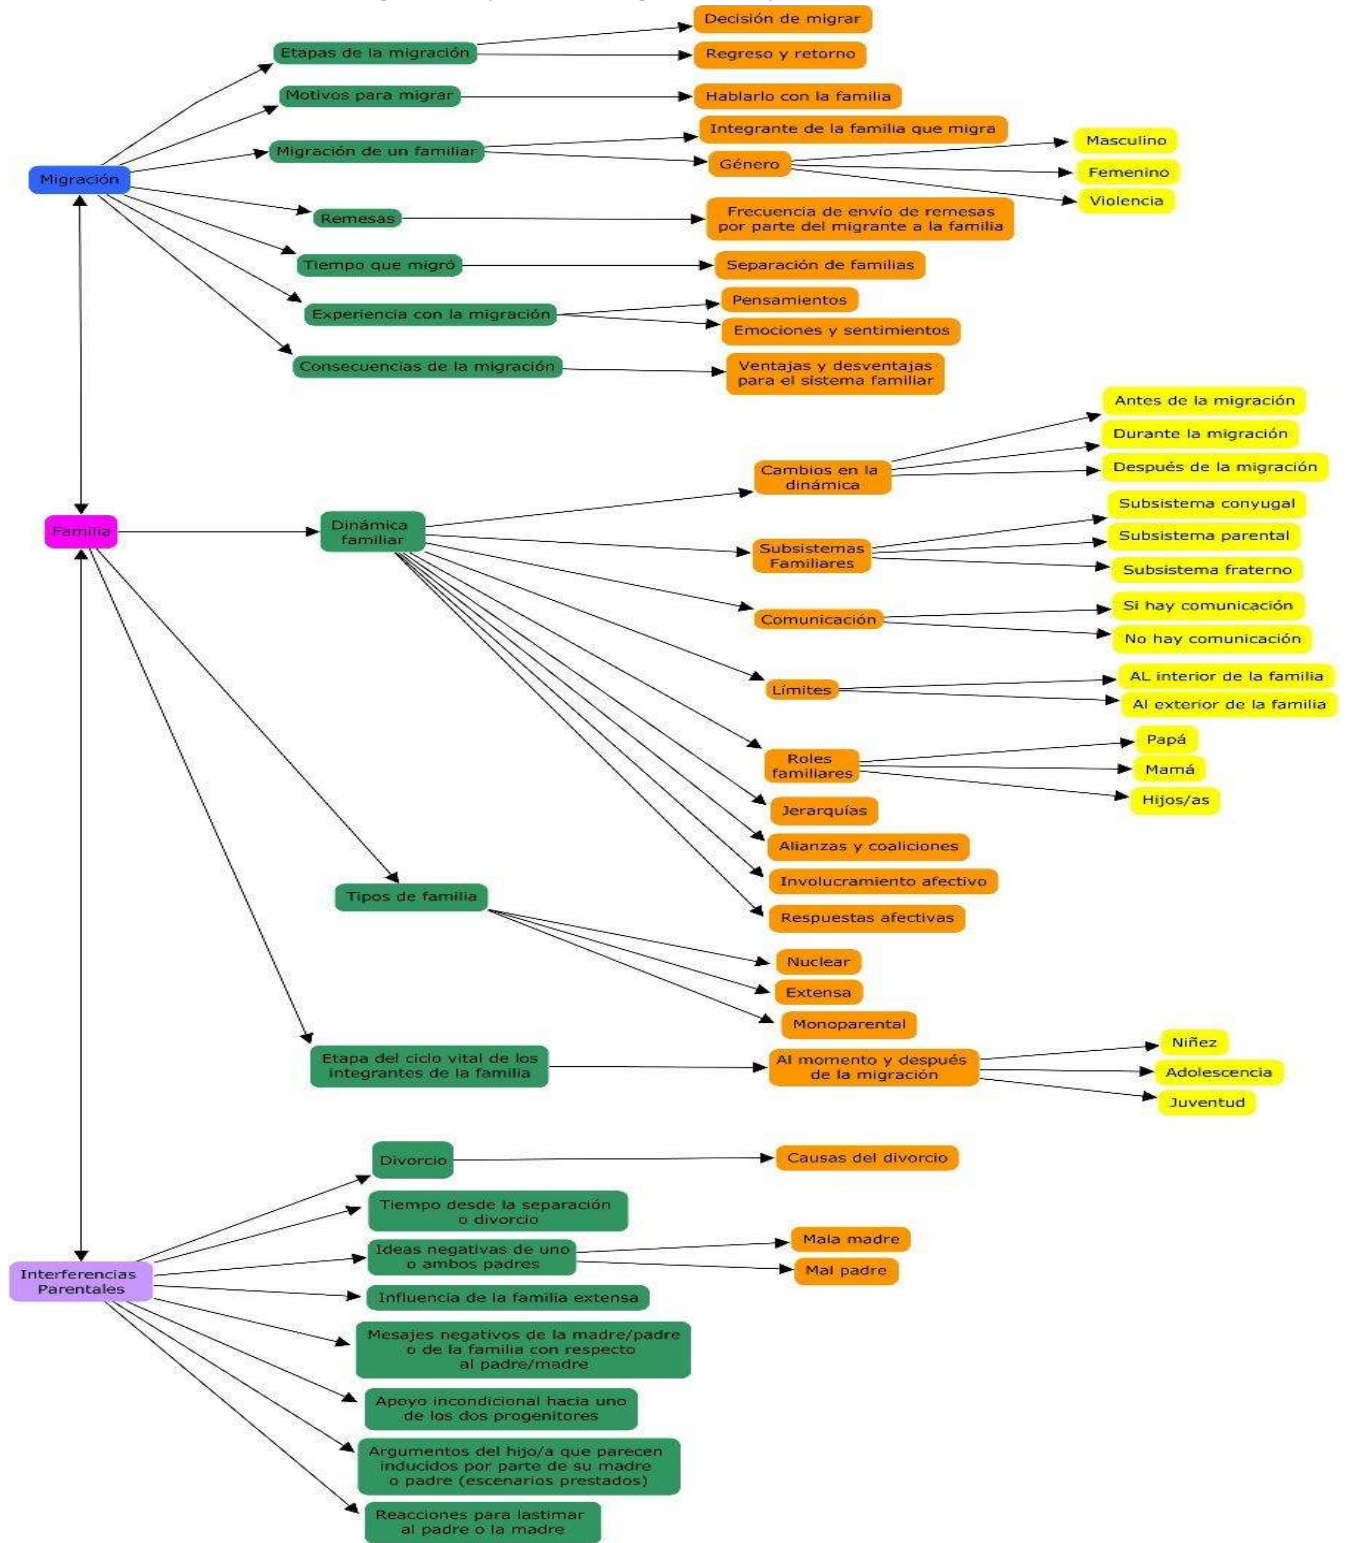 Decisión de migrar
Etapas de la migración
Regreso y retorno
Motivos para migrar
Hablarlo con la familia
Integrante de la familia que migra
Migración de un familiar
Género
Masculino
Femenino
Violencia
Migración
Remesas
Frecuencia de envío de remesas
por parte del migrante a la familia
Tiempo que migró
Separación de familias
Experiencia con la migración
Pensamientos
Emociones y sentimientos
Consecuencias de la migración
Ventajas y desventajas
para el sistema familiar
Familia
Dinámica
familiar
Cambios en la
dinámica
Antes de la migración
Durante la migración
Después de la migración
Subsistemas
Familiares
Subsistema conyugal
Subsistema parental
Subsistema fraterno
Comunicación
Si hay comunicación
No hay comunicación
Límites
AL interior de la familia
Al exterior de la familia
Roles
familiares
Papá
Mamá
Hijos/as
Jerarquías
Alianzas y coaliciones
Involucramiento afectivo
Respuestas afectivas
Tipos de familia
Nuclear
Extensa
Monoparental
Etapa del ciclo vital de los
integrantes de la familia
Al momento y después
de la migración
Niñez
Adolescencia
Juventud
Interferencias
Parentales
Divorcio
Causas del divorcio
Tiempo desde la separación
o divorcio
Ideas negativas de uno
o ambos padres
Mala madre
Mal padre
Influencia de la familia extensa
Mesajes negativos de la madre/padre
o de la familia con respecto
al padre/madre
Apoyo incondicional hacia uno
de los dos progenitores
Argumentos del hijo/a que parecen
inducidos por parte de su madre
o padre (escenarios prestados)
Reacciones para lastimar
al padre o la madre